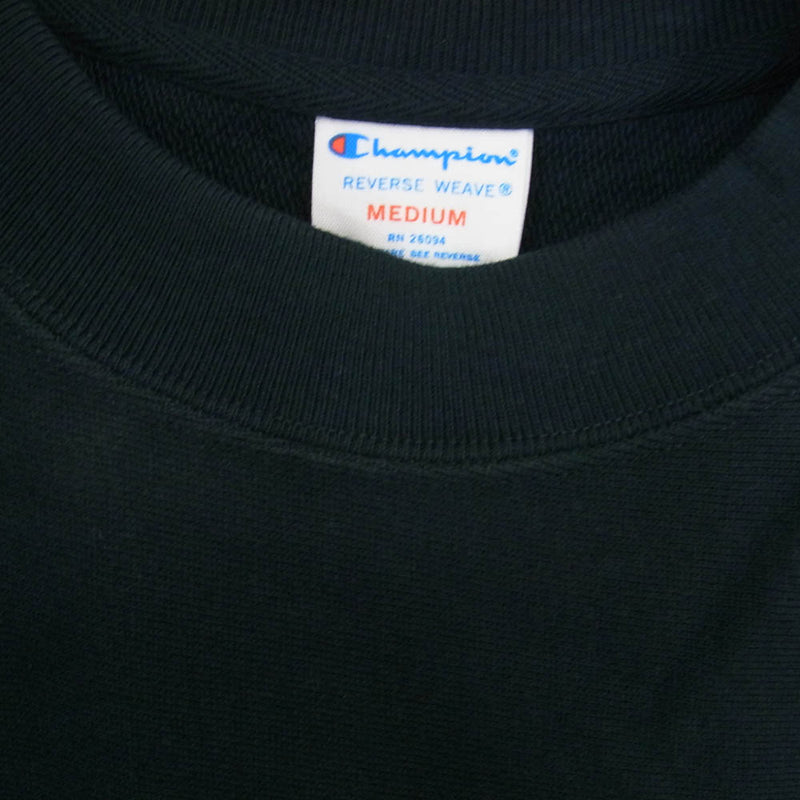 Champion®
REVERSE WEAVE®
MEDIUM
RN 26094
SEE REVERSE